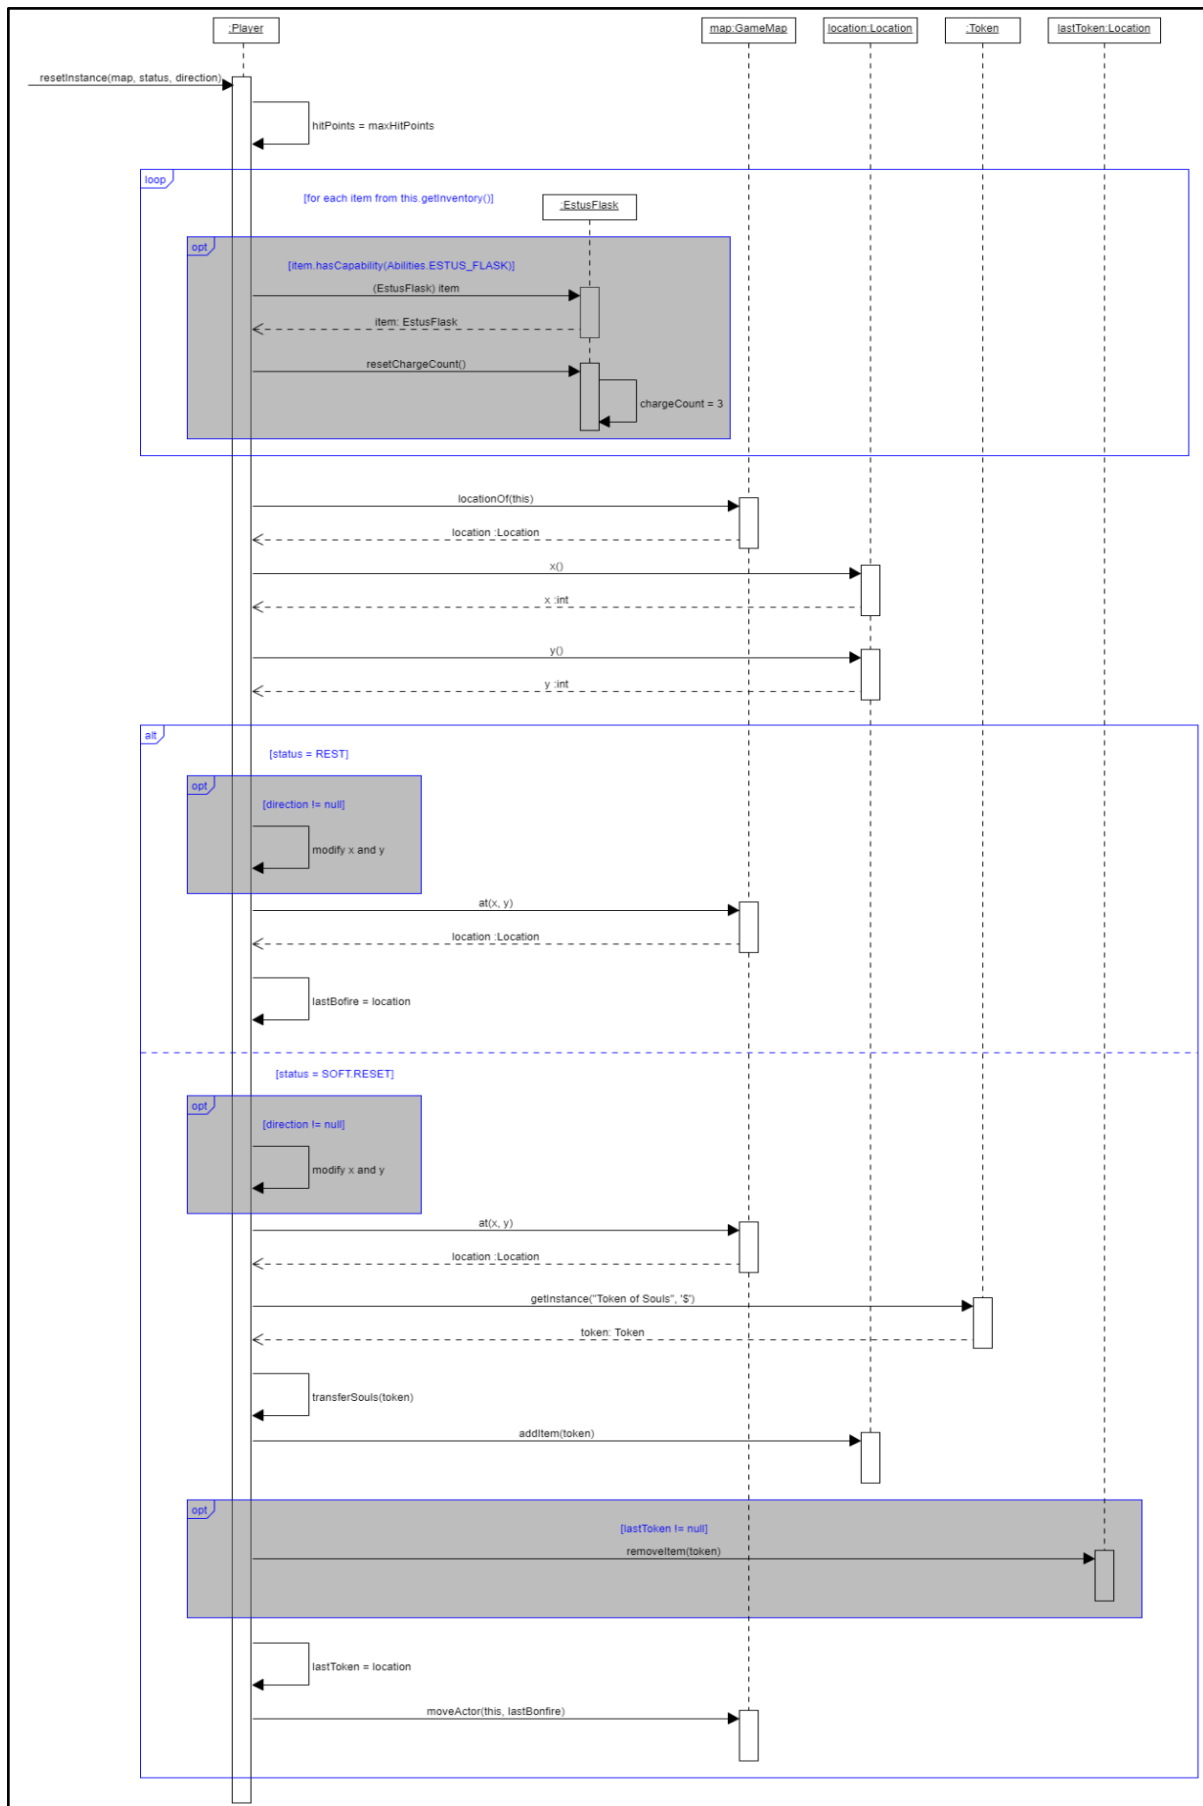 :Player
map:GameMap
location:Location
:Token
lastToken:Location
resetInstance(map, status, direction)
hitPoints = maxHitPoints
loop
[for each item from this.getInventory()]
:EstusFlask
opt
[item.hasCapability(Abilities.ESTUS_FLASK)]
(EstusFlask) item
item: EstusFlask
resetChargeCount()
chargeCount = 3
locationOf(this)
location :Location
x()
x :int
y()
y :int
alt
[status = REST]
opt
[direction != null]
modify x and y
at(x, y)
location :Location
lastBofire = location
[status = SOFT.RESET]
opt
[direction != null]
modify x and y
at(x, y)
location :Location
getInstance("Token of Souls", '$')
token: Token
transferSouls(token)
addItem(token)
opt
[lastToken != null]
removeItem(token)
lastToken = location
moveActor(this, lastBonfire)